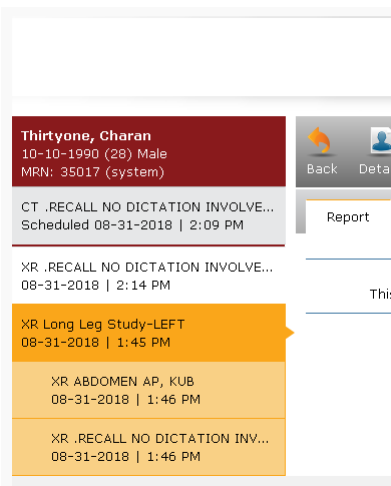 Thirtyone, Charan
10-10-1990 (28) Male
MRN: 35017 (system)
Back Deta
CT .RECALL NO DICTATION INVOLVE...
Scheduled 08-31-2018 | 2:09 PM
Report
XR .RECALL NO DICTATION INVOLVE...
08-31-2018 | 2:14 PM
This
XR Long Leg Study-LEFT
08-31-2018 | 1:45 PM
XR ABDOMEN AP, KUB
08-31-2018 | 1:46 PM
XR .RECALL NO DICTATION INV...
08-31-2018 | 1:46 PM